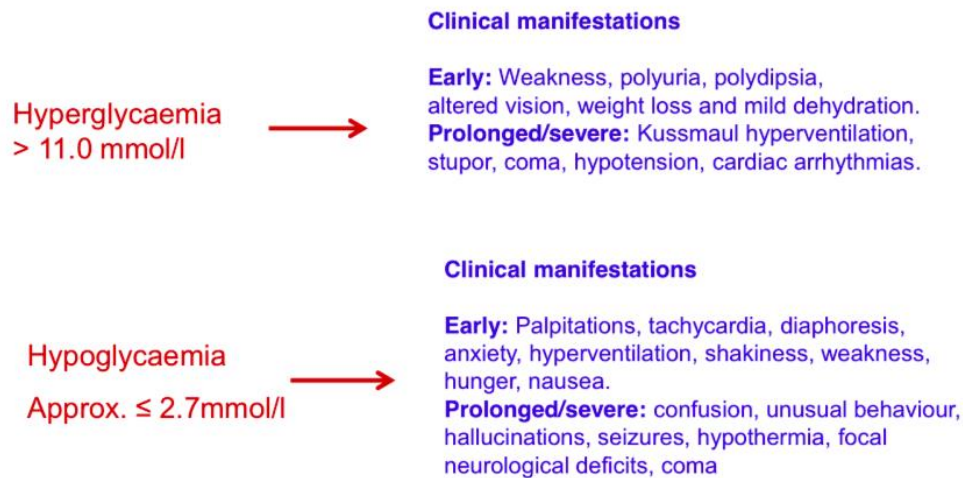 Clinical manifestations
Hyperglycaemia
> 11.0 mmol/l
Early: Weakness, polyuria, polydipsia,
altered vision, weight loss and mild dehydration.
Prolonged/severe: Kussmaul hyperventilation,
stupor, coma, hypotension, cardiac arrhythmias.
Clinical manifestations
Hypoglycaemia
Approx. ≤ 2.7mmol/l
Early: Palpitations, tachycardia, diaphoresis,
anxiety, hyperventilation, shakiness, weakness,
hunger, nausea.
Prolonged/severe: confusion, unusual behaviour,
hallucinations, seizures, hypothermia, focal
neurological deficits, coma